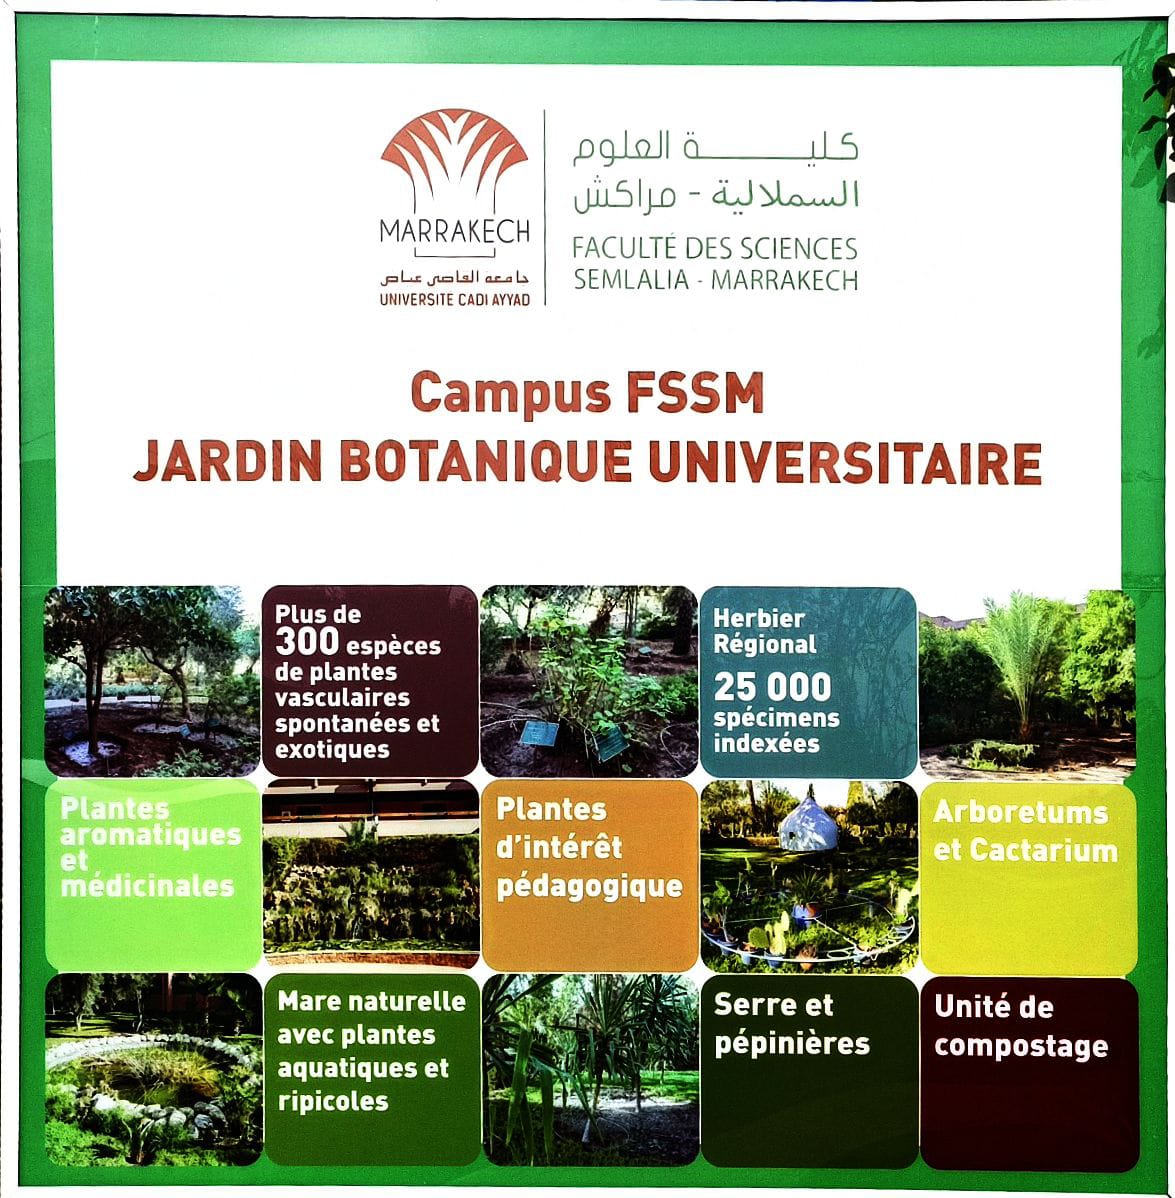 MARRAKECH
جامعة القاضي عياض
UNIVERSITE CADI AYYAD
كليـــــــة العلوم
السملالية - مراكش
FACULTÉ DES SCIENCES
SEMLALIA - MARRAKECH
Campus FSSM
JARDIN BOTANIQUE UNIVERSITAIRE
Plus de
300 espèces
de plantes
vasculaires
spontanées et
exotiques
Herbier
Régional
25 000
spécimens
indexées
Plantes
aromatiques
et
médicinales
Plantes
d'intérêt
pédagogique
Arboretums
et Cactarium
Mare naturelle
avec plantes
aquatiques et
ripicoles
Serre et
pépinières
Unité de
compostage